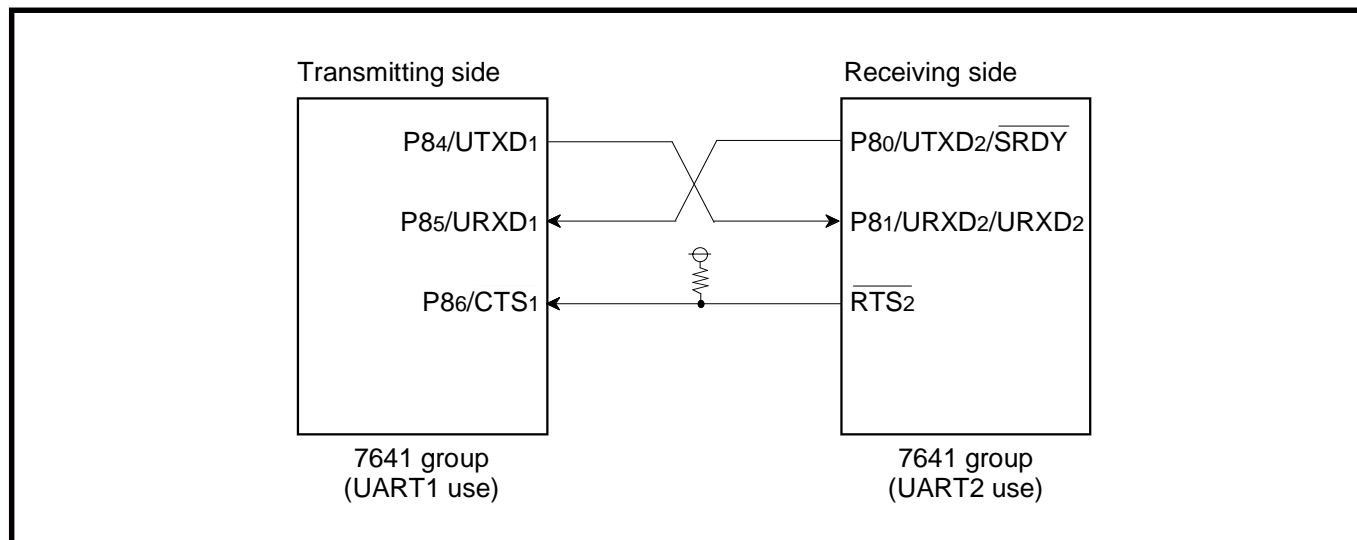 Transmitting side
Receiving side
P84/UTXD1
P80/UTXD2/SRDY
P85/URXD1
P81/URXD2/URXD2
P86/CTS1
RTS2
7641 group
(UART1 use)
7641 group
(UART2 use)